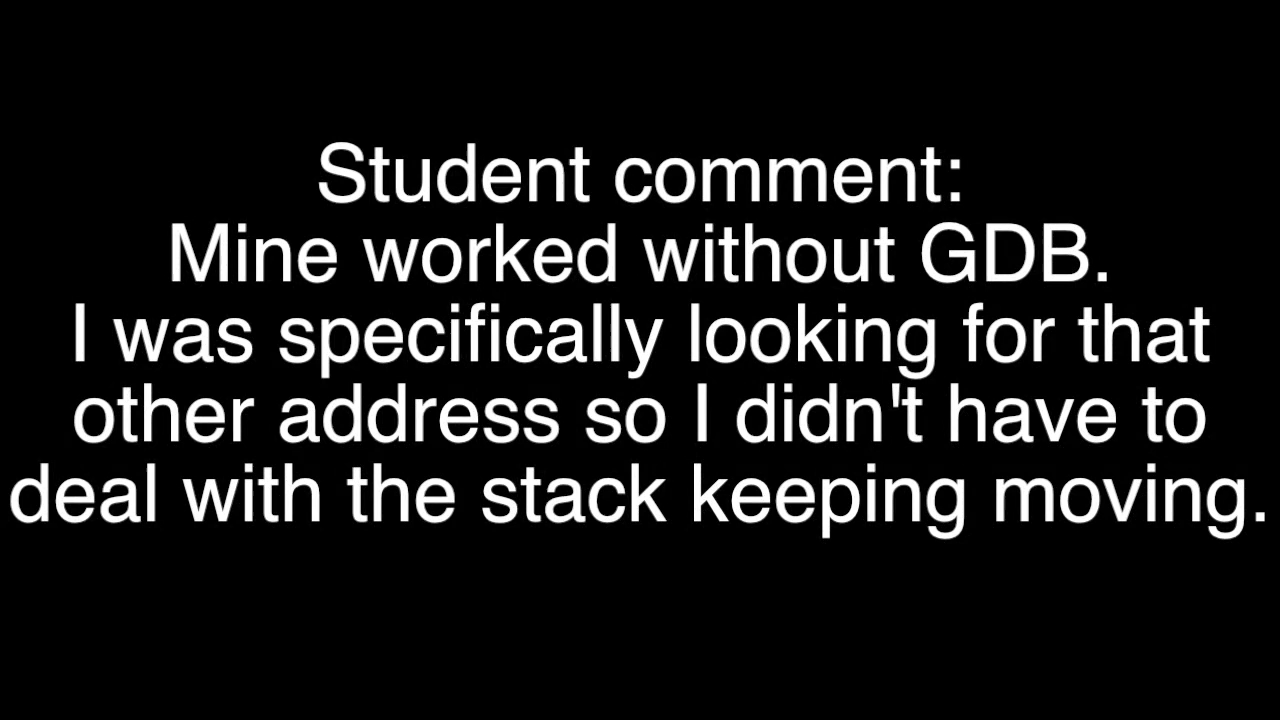 Student comment:
Mine worked without GDB.
I was specifically looking for that
other address so I didn't have to
deal with the stack keeping moving.